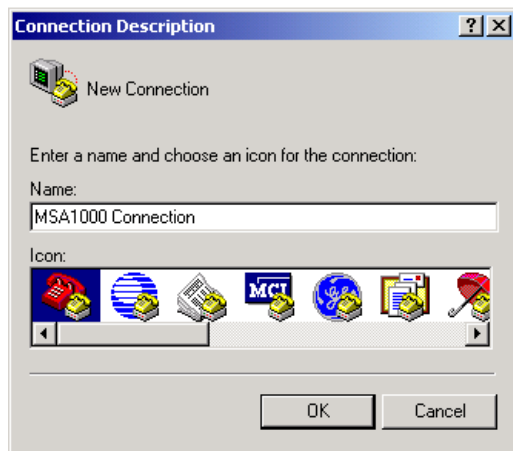 Connection Description
New Connection
Enter a name and choose an icon for the connection:
Name:
MSA1000 Connection
Icon:
MCI
OK Cancel